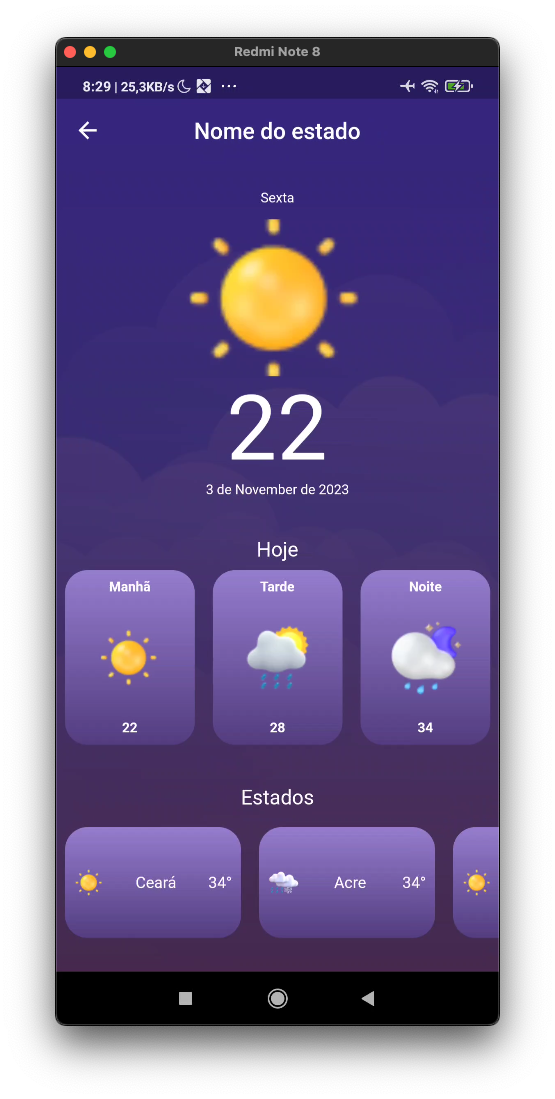 Redmi Note 8
8:29 | 25,3KB/s ...
Nome do estado
Sexta
22
3 de November de 2023
Hoje
Manhã Tarde Noite
22 28 34
Estados
Ceará 34° Acre 34°